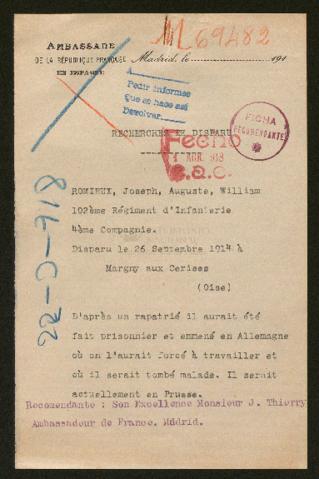 M 69482
AMBASSADE
DE LA RÉPUBLIQUE FRANÇAISE
EN ESPAGNE
Madrid, le 191
Pedir informes
que se hace así
Devolver
RECHERCHES DE DISPARU
FICHA
RECOMENDANTE
Fecho
1 ABR. 918
S.a.c.
ROMIEUX, Joseph, Auguste, William
102ème Régiment d'Infanterie
4ème Compagnie.
Disparu le 26 Septembre 1914 à
Margny aux Cerises
(Oise)
22-C-418
D'après un rapatrié il aurait été
fait prisonnier et emmené en Allemagne
où on l'aurait forcé à travailler et
où il serait tombé malade. Il serait
actuellement en Prusse.
Recomendante : Son Excellence Monsieur J. Thierry
Ambassadeur de France. Madrid.